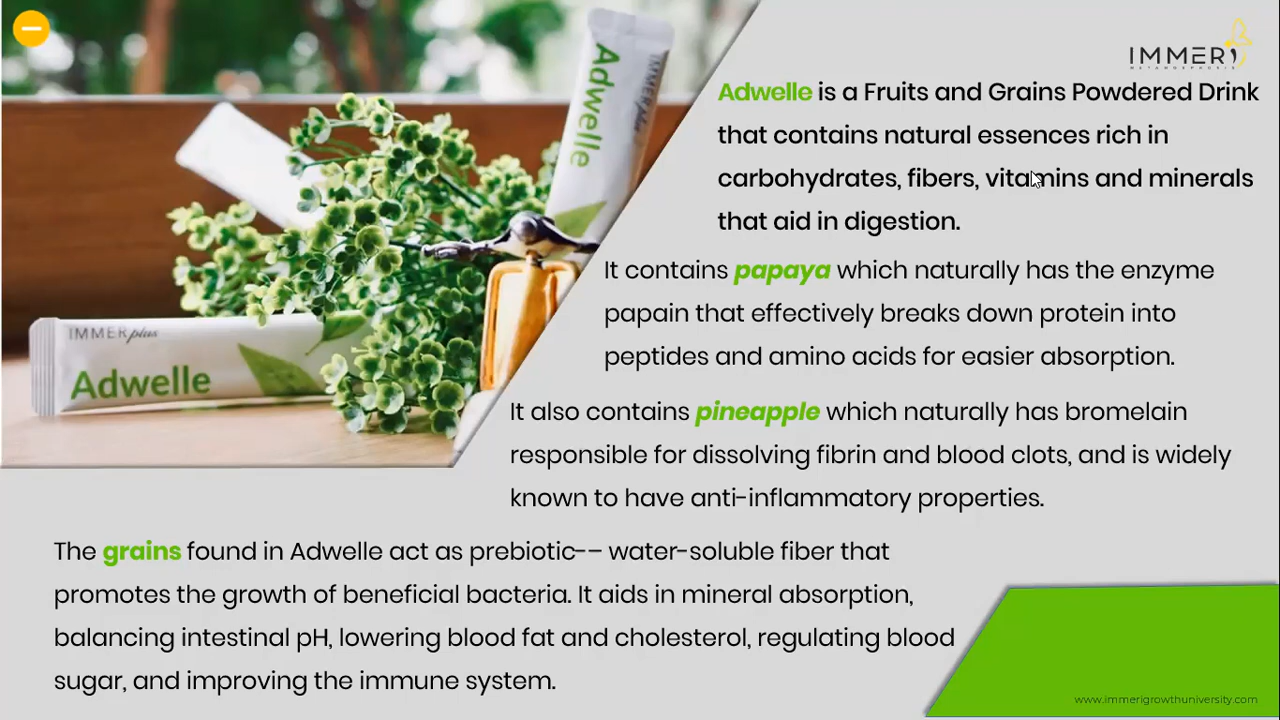 IMMERI
Adwelle
IMMERplus
Adwelle is a Fruits and Grains Powdered Drink
that contains natural essences rich in
carbohydrates, fibers, vitamins and minerals
that aid in digestion.
It contains papaya which naturally has the enzyme
papain that effectively breaks down protein into
peptides and amino acids for easier absorption.
IMMERplus
Adwelle
It also contains pineapple which naturally has bromelain
responsible for dissolving fibrin and blood clots, and is widely
known to have anti-inflammatory properties.
The grains found in Adwelle act as prebiotic-- water-soluble fiber that
promotes the growth of beneficial bacteria. It aids in mineral absorption,
balancing intestinal pH, lowering blood fat and cholesterol, regulating blood
sugar, and improving the immune system.
www.immerigrowthuniversity.com